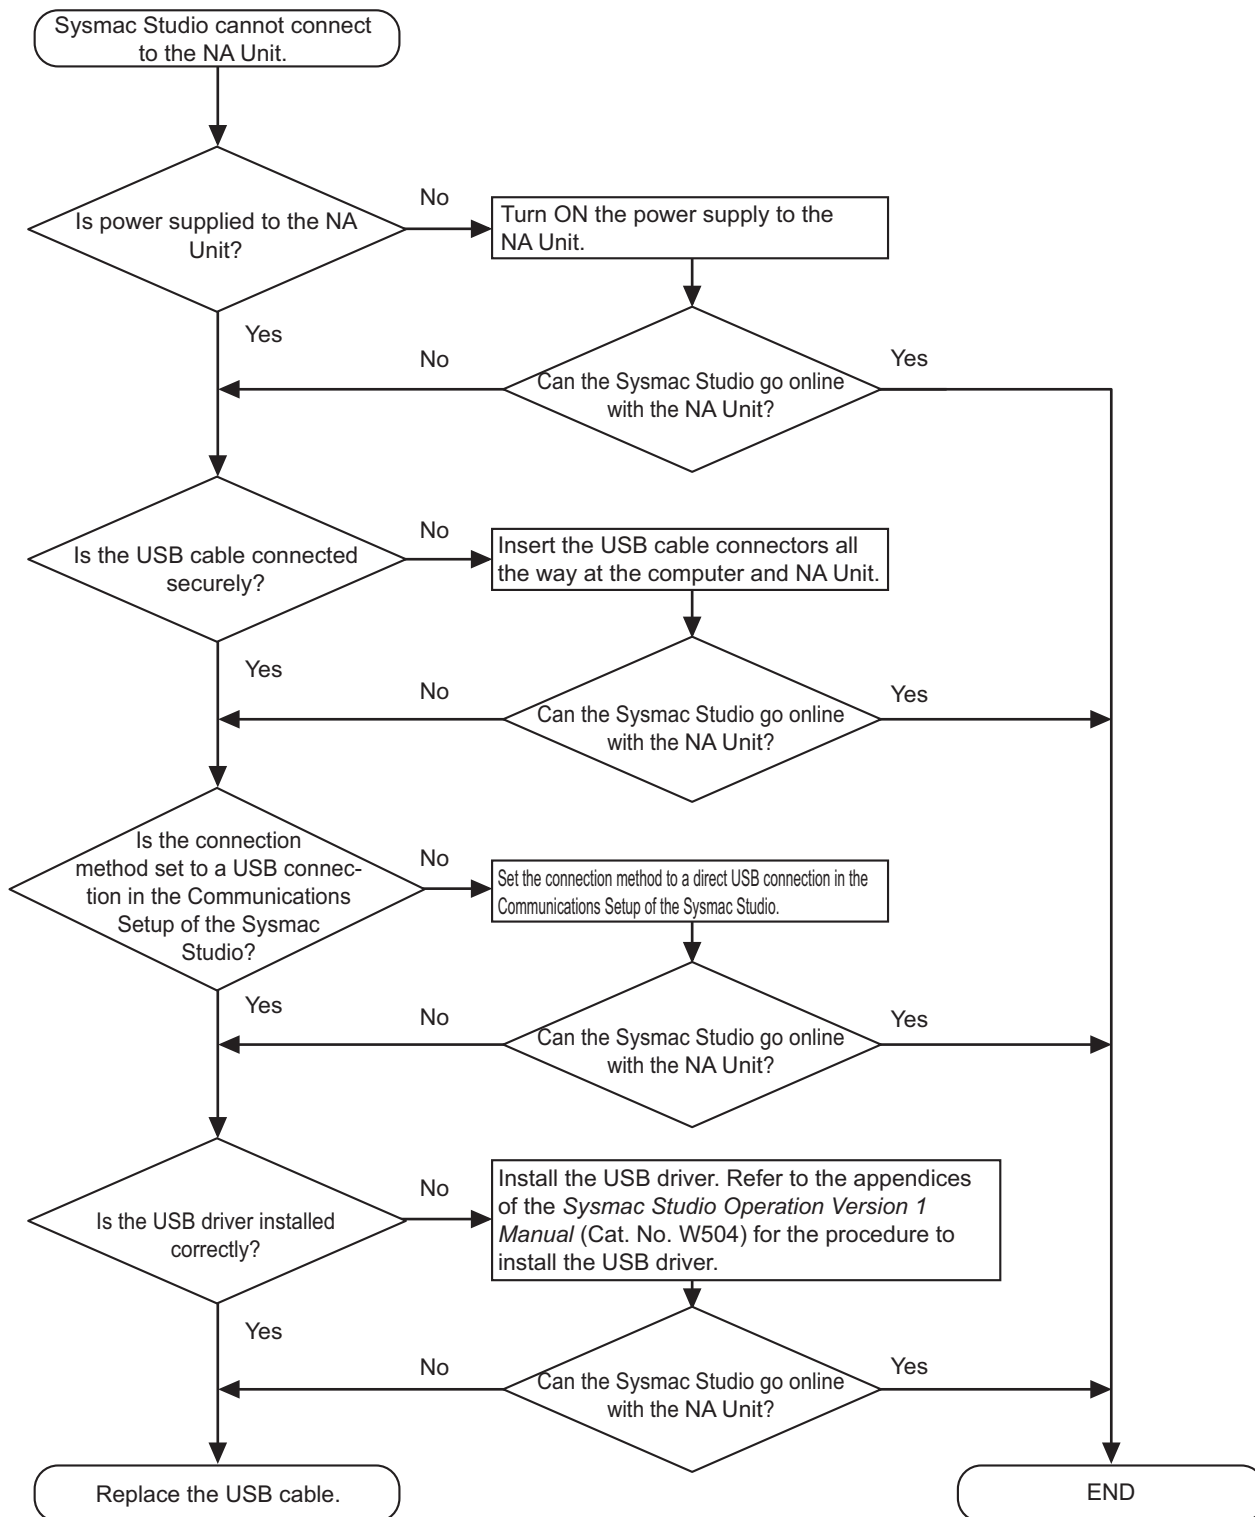 Sysmac Studio cannot connect
to the NA Unit.
Is power supplied to the NA
Unit?
No
Turn ON the power supply to the
NA Unit.
Yes
No
Can the Sysmac Studio go online
with the NA Unit?
Yes
Is the USB cable connected
securely?
No
Insert the USB cable connectors all
the way at the computer and NA Unit.
Yes
No
Can the Sysmac Studio go online
with the NA Unit?
Yes
Is the connection
method set to a USB connec-
tion in the Communications
Setup of the Sysmac
Studio?
No
Set the connection method to a direct USB connection in the
Communications Setup of the Sysmac Studio.
Yes
No
Can the Sysmac Studio go online
with the NA Unit?
Yes
Is the USB driver installed
correctly?
No
Install the USB driver. Refer to the appendices
of the Sysmac Studio Operation Version 1
Manual (Cat. No. W504) for the procedure to
install the USB driver.
Yes
No
Can the Sysmac Studio go online
with the NA Unit?
Yes
Replace the USB cable.
END